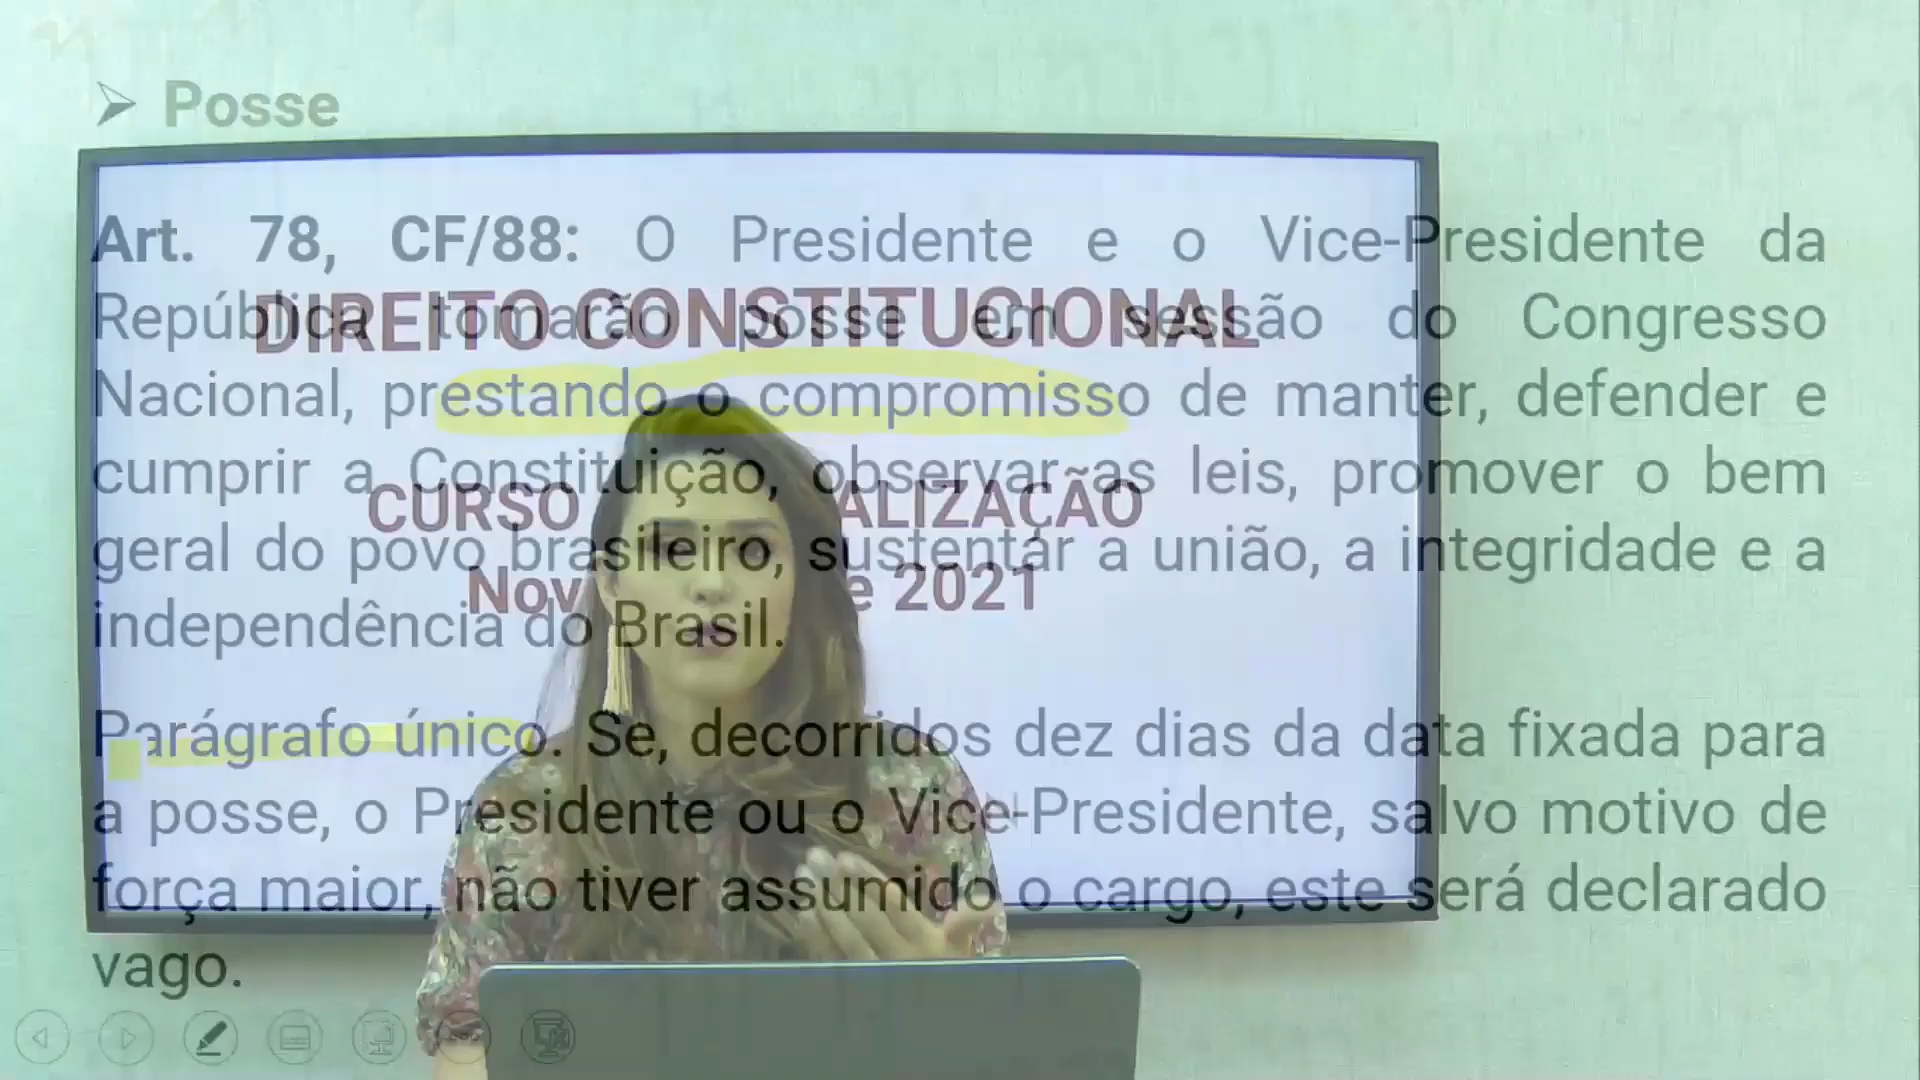 Posse
Art. 78, CF/88: O Presidente e o Vice-Presidente da
República tomarão posse em sessão do Congresso
Nacional, prestando o compromisso de manter, defender e
cumprir a Constituição, observar as leis, promover o bem
geral do povo brasileiro, sustentar a união, a integridade e a
independência do Brasil.
Parágrafo único. Se, decorridos dez dias da data fixada para
a posse, o Presidente ou o Vice-Presidente, salvo motivo de
força maior, não tiver assumido o cargo, este será declarado
vago.
DIREITO CONSTITUCIONAL
CURSO ALIZAÇÃO
Nov e 2021